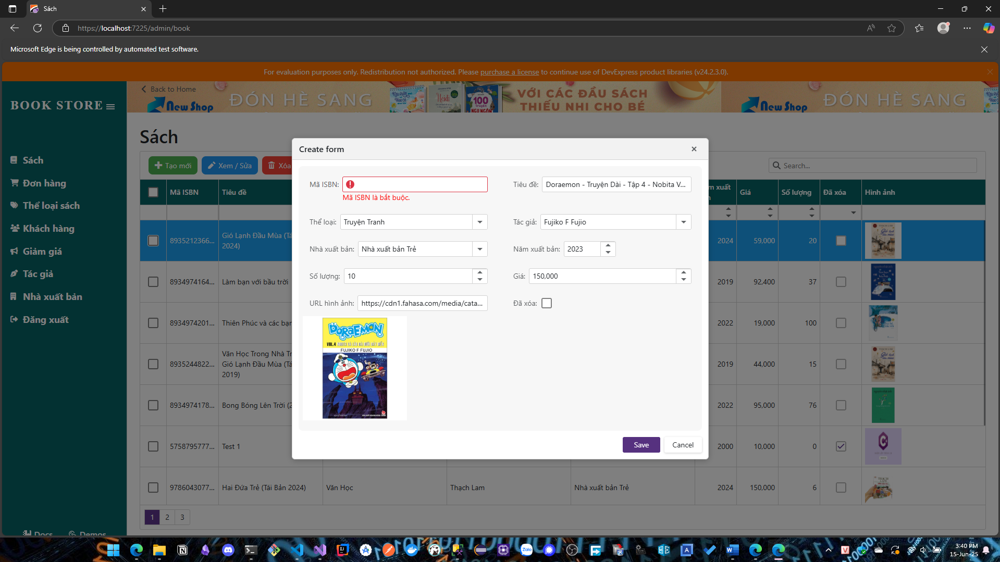 Sách
https://localhost:7225/admin/book
Microsoft Edge is being controlled by automated test software.
For evaluation purposes only. Redistribution not authorized. Please purchase a license to continue use of DevExpress product libraries (v24.2.3.0).
BOOK STORE
Sách
Đơn hàng
Thể loại sách
Khách hàng
Giảm giá
Tác giả
Nhà xuất bản
Đăng xuất
Docs
Demos
Back to Home
New Shop
ĐÓN HÈ SANG
Heidi
100
VỚI CÁC ĐẦU SÁCH
THIẾU NHI CHO BÉ
New Shop
ĐÓN HÈ SANG
Sách
Tạo mới
Xem / Sửa
Xóa
Search...
Mã ISBN
Tiêu đề
Giá
Số lượng
Đã xóa
Hình ảnh
8935212366...
Gió Lạnh Đầu Mùa
2024)
2024
59,000
20
8934974164...
Làm bạn với bầu trời
2019
92,400
37
8934974201...
Thiên Phúc và các bạn
2022
19,000
100
8935244822...
Văn Học Trong Nhà
Gió Lạnh Đầu Mùa
2019)
2019
44,000
15
8934974178...
Bong Bóng Lên Trời
2022
95,000
76
5758795777...
Test 1
2000
10,000
0
9786043077...
Hai Đứa Trẻ (Tái Bản 2024)
Văn Học
Thạch Lam
Nhà xuất bản Trẻ
2024
150,000
6
1
2
3
Create form
Mã ISBN:
Mã ISBN là bắt buộc.
Tiêu đề:
Doraemon - Truyện Dài - Tập 4 - Nobita V...
Thể loại:
Truyện Tranh
Tác giả:
Fujiko F Fujio
Nhà xuất bản:
Nhà xuất bản Trẻ
Năm xuất bản:
2023
Số lượng:
10
Giá:
150,000
URL hình ảnh:
https://cdn1.fahasa.com/media/cata...
Đã xóa:
DORAEMON
VOL.4 NOBITA VÀ LÂU ĐÀI DƯỚI ĐÁY BIỂN
FUJIKO F FUJIO
Save
Cancel
Zalo
3:40 PM
15-Jun-25